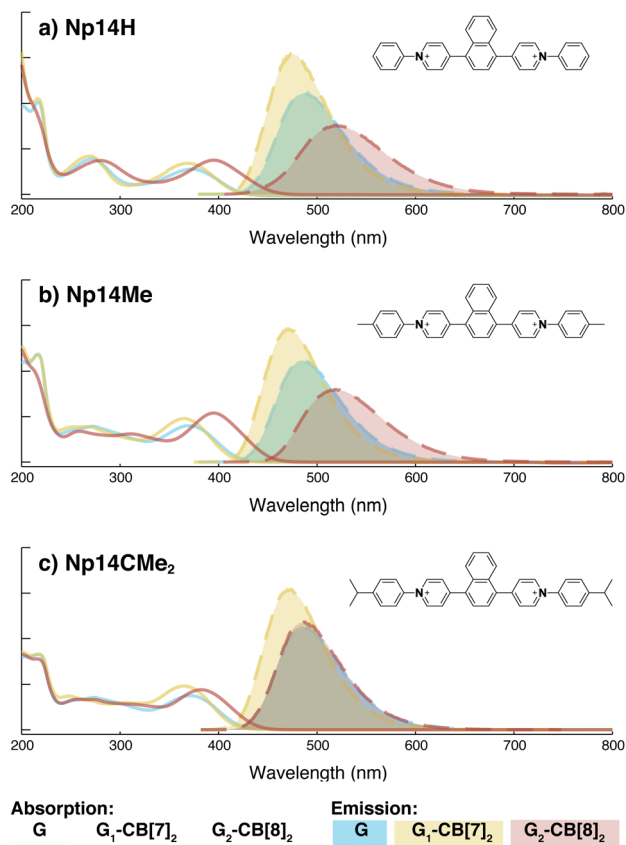 a) Np14H
N+ N+
200 300 400 500 600 700 800
Wavelength (nm)
b) Np14Me
N+ N+
200 300 400 500 600 700 800
Wavelength (nm)
c) Np14CMe₂
N+ N+
200 300 400 500 600 700 800
Wavelength (nm)
Absorption: Emission:
G G₁-CB[7]₂ G₂-CB[8]₂ G G₁-CB[7]₂ G₂-CB[8]₂